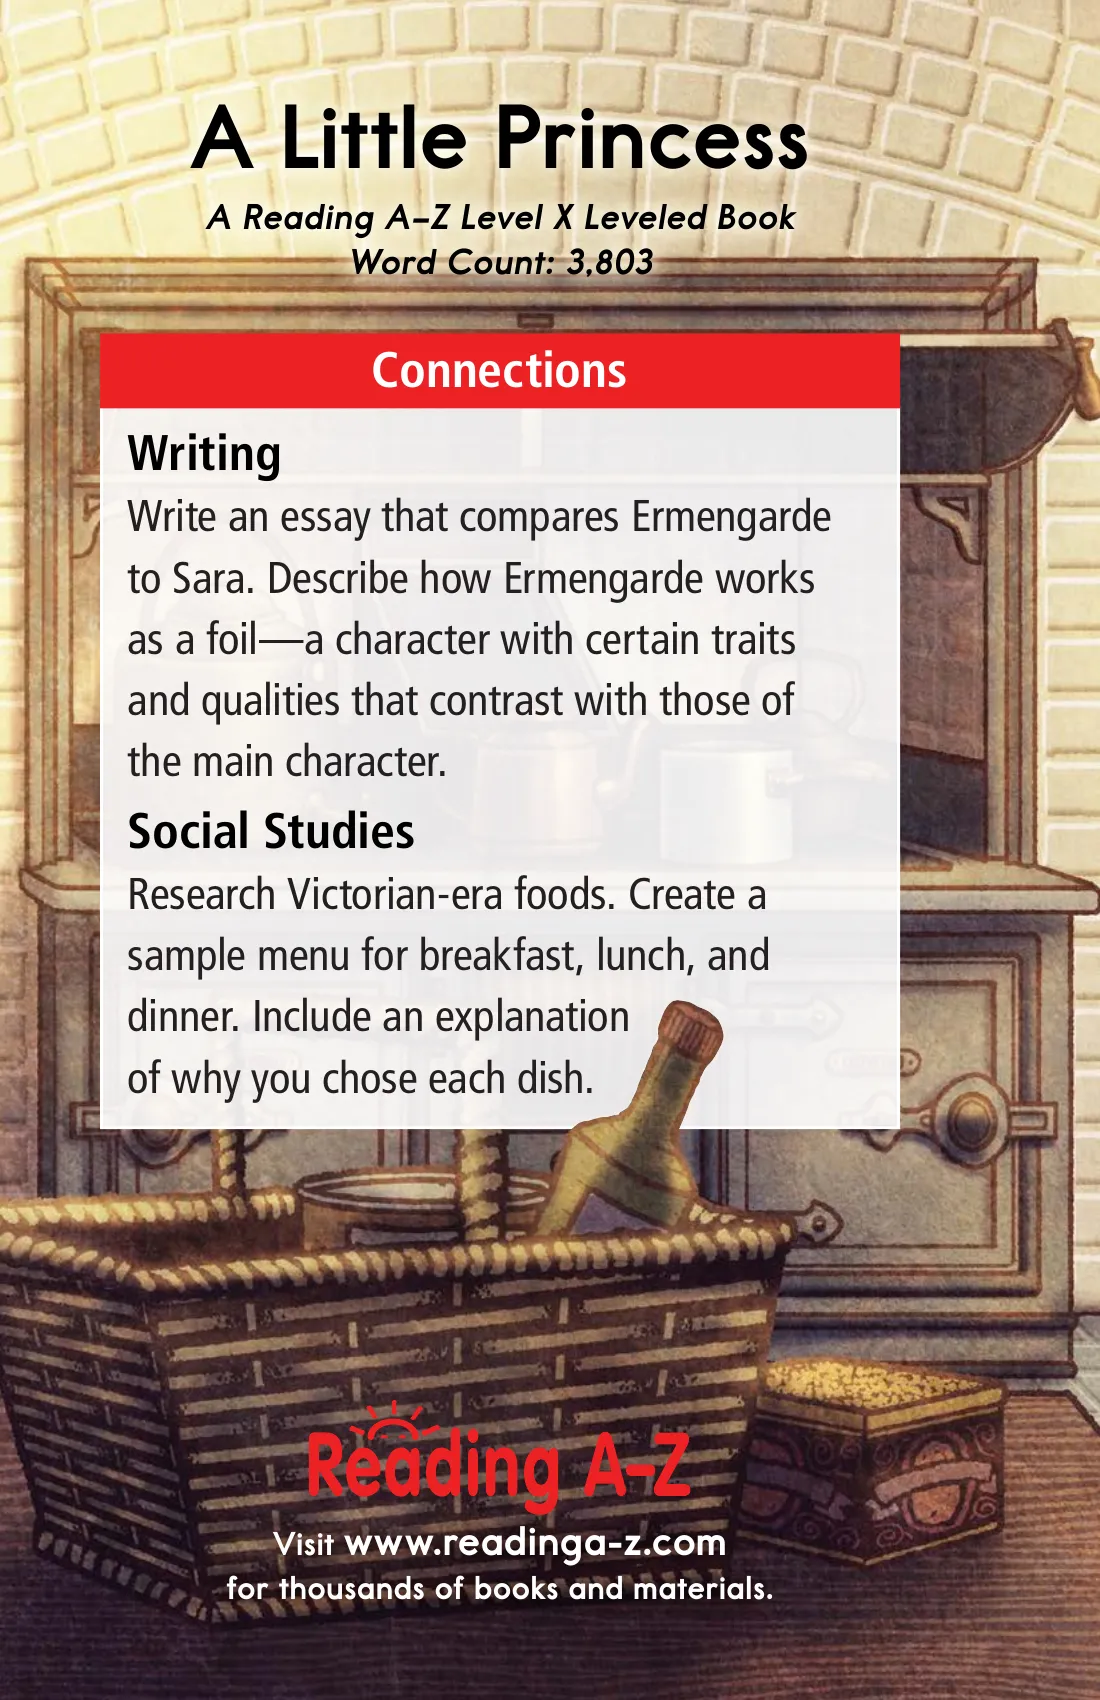 A Little Princess
A Reading A–Z Level X Leveled Book
Word Count: 3,803
Connections
Writing
Write an essay that compares Ermengarde
to Sara. Describe how Ermengarde works
as a foil—a character with certain traits
and qualities that contrast with those of
the main character.
Social Studies
Research Victorian-era foods. Create a
sample menu for breakfast, lunch, and
dinner. Include an explanation
of why you chose each dish.
Reading A–Z
Visit www.readinga-z.com
for thousands of books and materials.